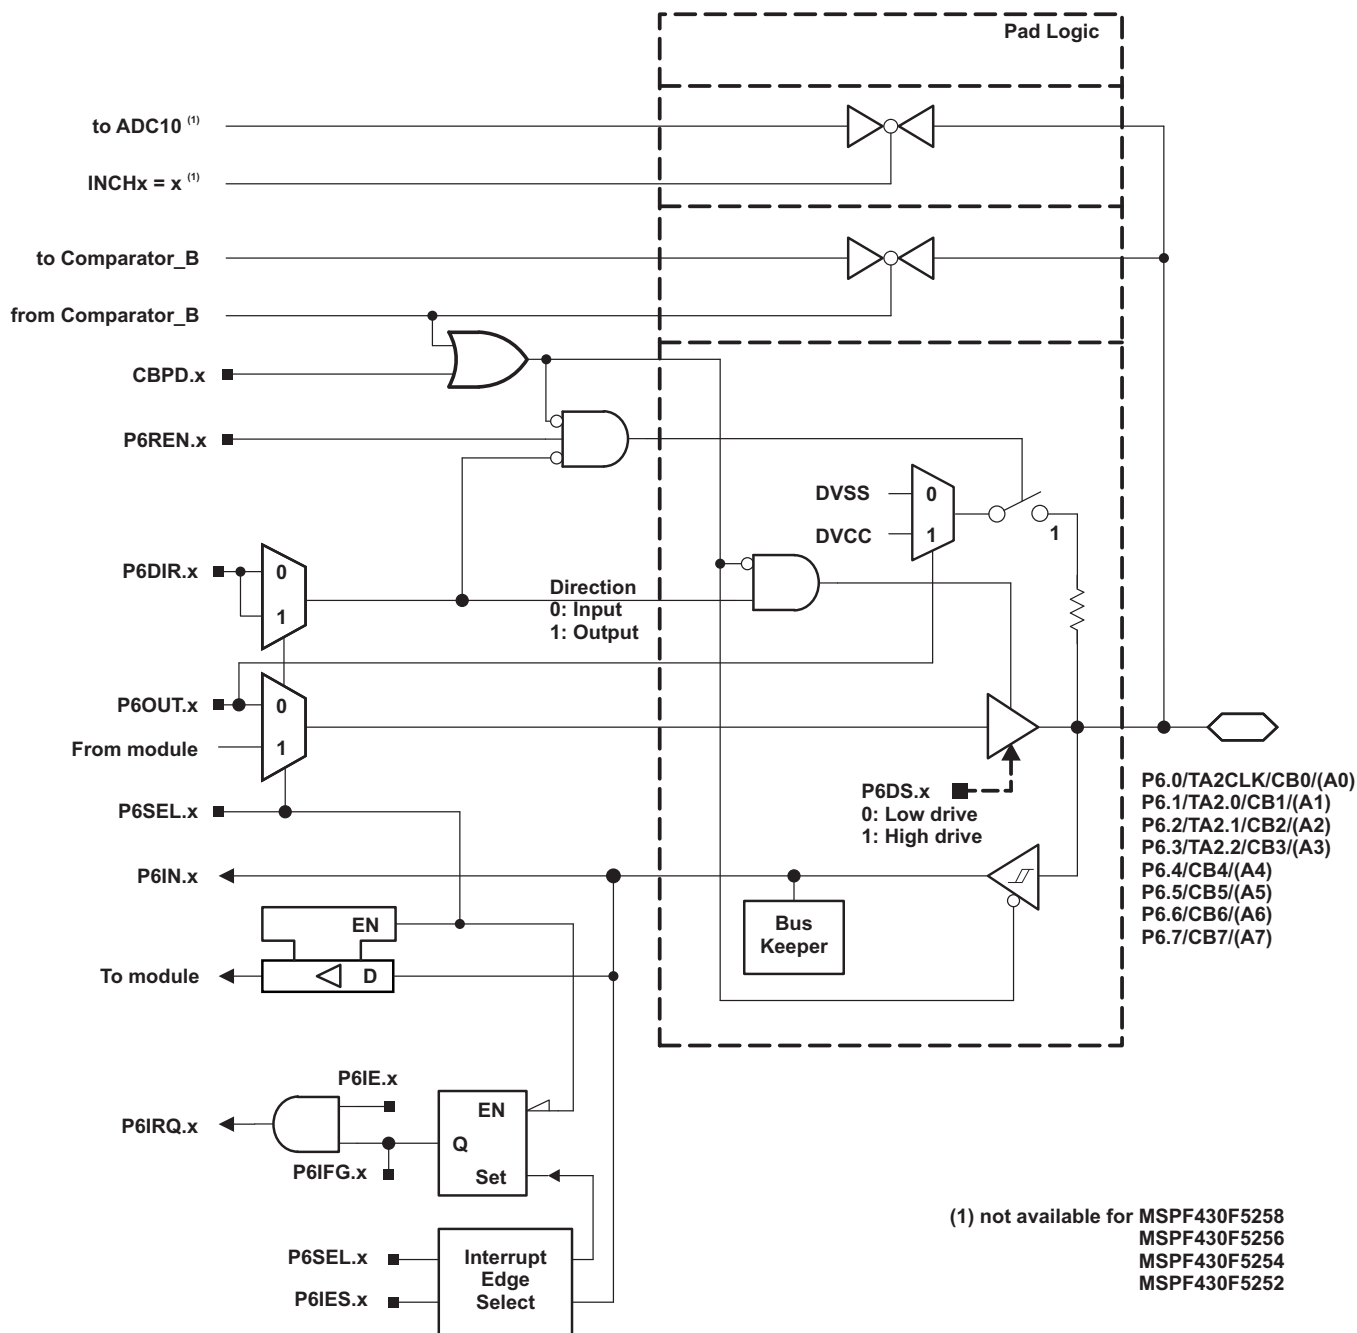 Pad Logic
to ADC10 (1)
INCHx = x (1)
to Comparator_B
from Comparator_B
CBPD.x
P6REN.x
DVSS
0
DVCC
1
1
P6DIR.x
0
1
Direction
0: Input
1: Output
P6OUT.x
0
From module
1
P6SEL.x
P6DS.x
0: Low drive
1: High drive
P6.0/TA2CLK/CB0/(A0)
P6.1/TA2.0/CB1/(A1)
P6.2/TA2.1/CB2/(A2)
P6.3/TA2.2/CB3/(A3)
P6.4/CB4/(A4)
P6.5/CB5/(A5)
P6.6/CB6/(A6)
P6.7/CB7/(A7)
P6IN.x
Bus
Keeper
EN
To module
D
P6IE.x
P6IRQ.x
EN
Q
P6IFG.x
Set
P6SEL.x
P6IES.x
Interrupt
Edge
Select
(1) not available for MSPF430F5258
MSPF430F5256
MSPF430F5254
MSPF430F5252